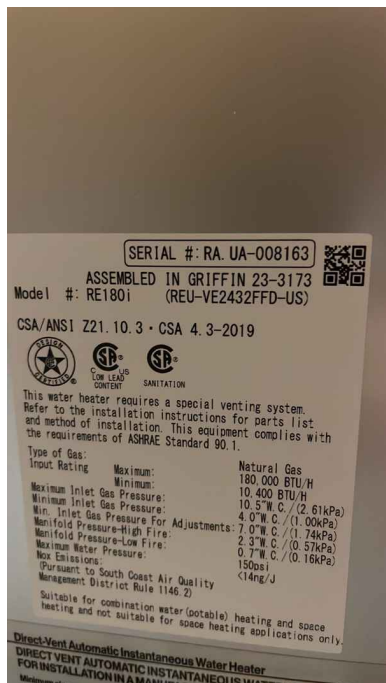 SERIAL #:RA.UA-008163
ASSEMBLED IN GRIFFIN 23-3173
Model #: RE180i (REU-VE2432FFD-US)
CSA/ANSI Z21.10.3・CSA 4.3-2019
DESIGN CERTIFIED
C US
LOW LEAD CONTENT
SANITATION
This water heater requires a special venting system.
Refer to the installation instructions for parts list
and method of installation. This equipment complies with
the requirements of ASHRAE Standard 90.1.
Type of Gas: Natural Gas
Input Rating Maximum: 180,000 BTU/H
Minimum: 10,400 BTU/H
Maximum Inlet Gas Pressure: 10.5"W.C./(2.61kPa)
Minimum Inlet Gas Pressure: 4.0"W.C./(1.00kPa)
Min. Inlet Gas Pressure For Adjustments: 7.0"W.C./(1.74kPa)
Manifold Pressure-High Fire: 2.3"W.C./(0.57kPa)
Manifold Pressure-Low Fire: 0.7"W.C./(0.16kPa)
Maximum Water Pressure: 150psi
Nox Emissions: <14ng/J
(Pursuant to South Coast Air Quality
Management District Rule 1146.2)
Suitable for combination water(potable) heating and space
heating and not suitable for space heating applications only.
Direct-Vent Automatic Instantaneous Water Heater
DIRECT VENT AUTOMATIC INSTANTANEOUS
FOR INSTALLATION IN A